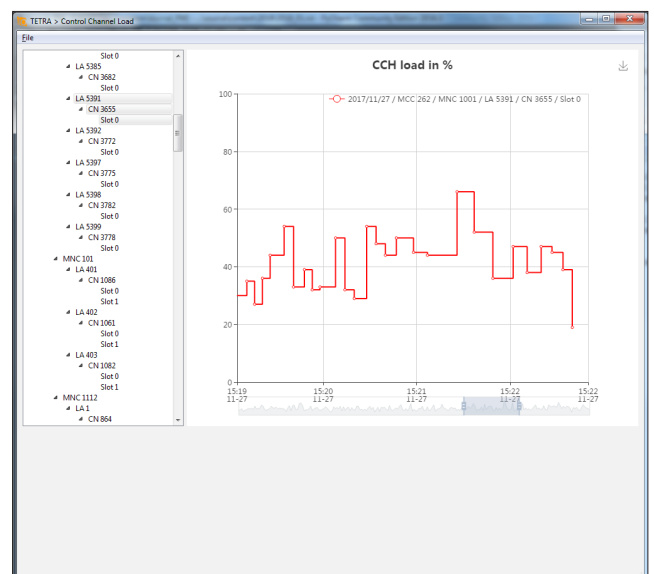 TETRA > Control Channel Load
File
Slot 0
LA 5385
CN 3682
Slot 0
LA 5391
CN 3655
Slot 0
LA 5392
CN 3772
Slot 0
LA 5397
CN 3775
Slot 0
LA 5398
CN 3782
Slot 0
LA 5399
CN 3778
Slot 0
MNC 101
LA 401
CN 1086
Slot 0
Slot 1
LA 402
CN 1061
Slot 0
Slot 1
LA 403
CN 1082
Slot 0
Slot 1
MNC 1112
LA 1
CN 864
CCH load in %
2017/11/27 / MCC 262 / MNC 1001 / LA 5391 / CN 3655 / Slot 0
100
80
60
40
20
0
15:19 15:20 15:21 15:22 15:22
11-27 11-27 11-27 11-27 11-27